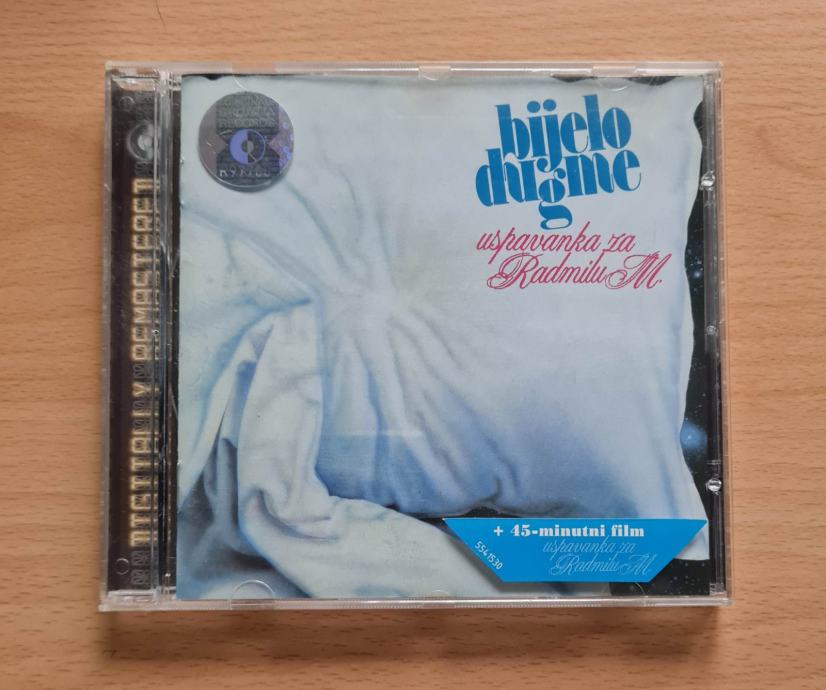 bijelo
dugme
uspavanka za
Radmilu M.
+ 45-minutni film
uspavanka za
Radmilu M.
5541530
DIGITALLY REMASTERED